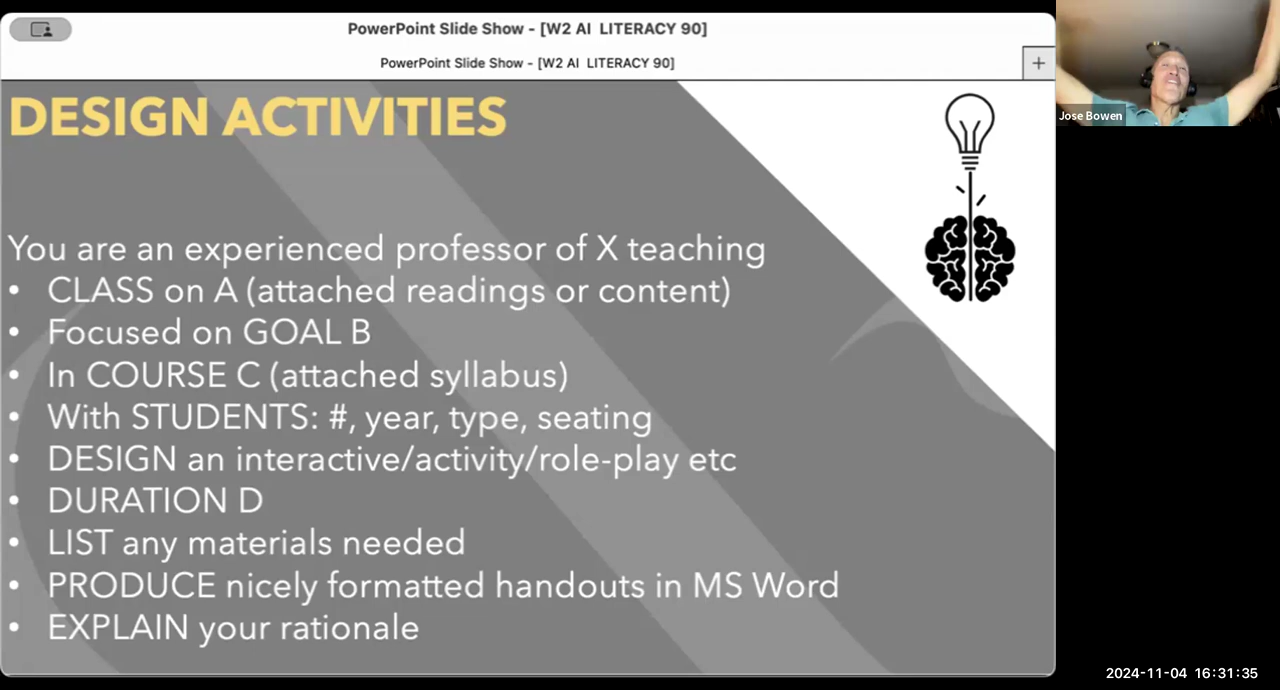 PowerPoint Slide Show - [W2 AI LITERACY 90]
PowerPoint Slide Show - [W2 AI LITERACY 90]
DESIGN ACTIVITIES
You are an experienced professor of X teaching
• CLASS on A (attached readings or content)
• Focused on GOAL B
• In COURSE C (attached syllabus)
• With STUDENTS: #, year, type, seating
• DESIGN an interactive/activity/role-play etc
• DURATION D
• LIST any materials needed
• PRODUCE nicely formatted handouts in MS Word
• EXPLAIN your rationale
Jose Bowen
2024-11-04 16:31:35